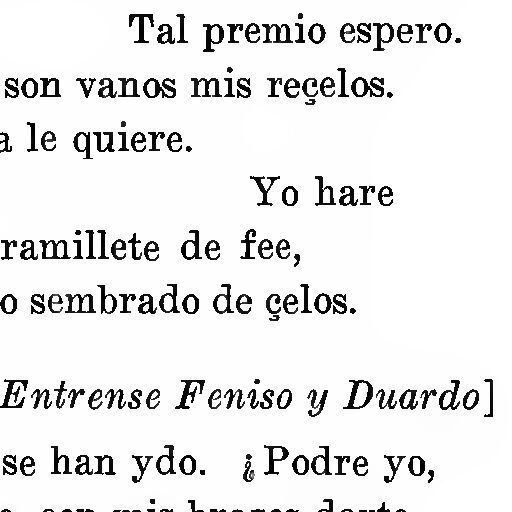 Tal premio espero.
son vanos mis reçelos.
a le quiere.
Yo hare
ramillete de fee,
o sembrado de çelos.
Entrense Feniso y Duardo]
se han ydo. ¿Podre yo,